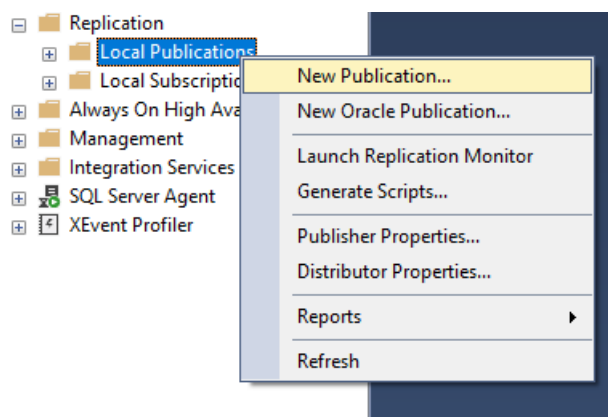 Replication
Local Publications
Local Subscriptio
Always On High Ava
Management
Integration Services
SQL Server Agent
XEvent Profiler
New Publication...
New Oracle Publication...
Launch Replication Monitor
Generate Scripts...
Publisher Properties...
Distributor Properties...
Reports
Refresh